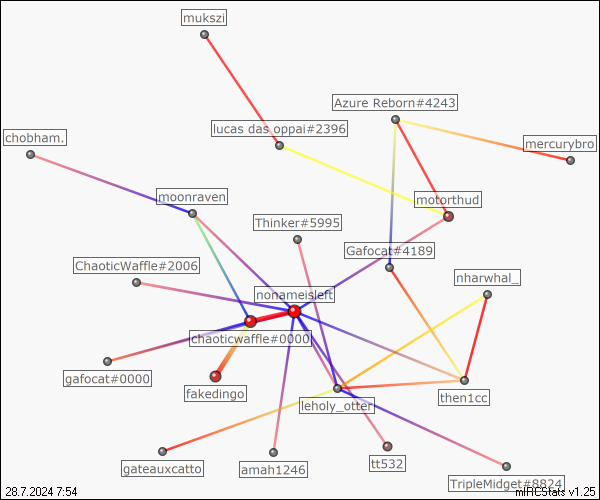 mukszi
Azure Reborn#4243
lucas das oppai#2396
chobham.
mercurybro
moonraven
motorthud
Thinker#5995
Gafocat#4189
ChaoticWaffle#2006
nharwhal_
nonameisleft
chaoticwaffle#0000
gafocat#0000
fakedingo
leholy_otter
then1cc
gateauxcatto
amah1246
tt532
TripleMidget#8824
28.7.2024 7:54
mIRCStats v1.25